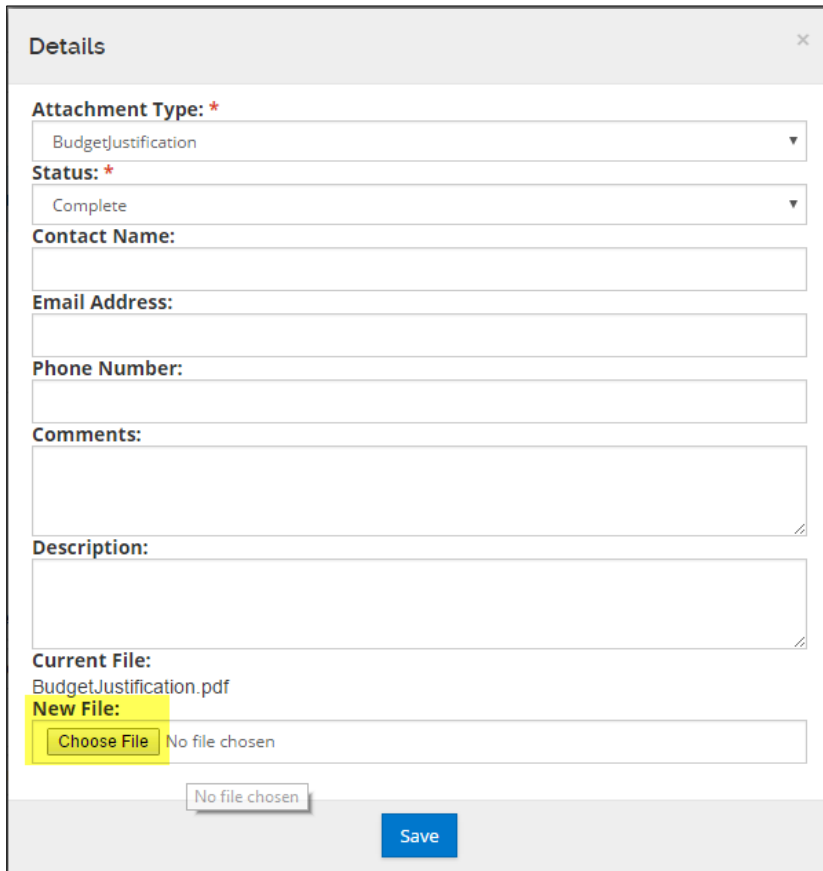 Details ×
Attachment Type: *
BudgetJustification
Status: *
Complete
Contact Name:
Email Address:
Phone Number:
Comments:
Description:
Current File:
BudgetJustification.pdf
New File:
Choose File No file chosen
No file chosen
Save